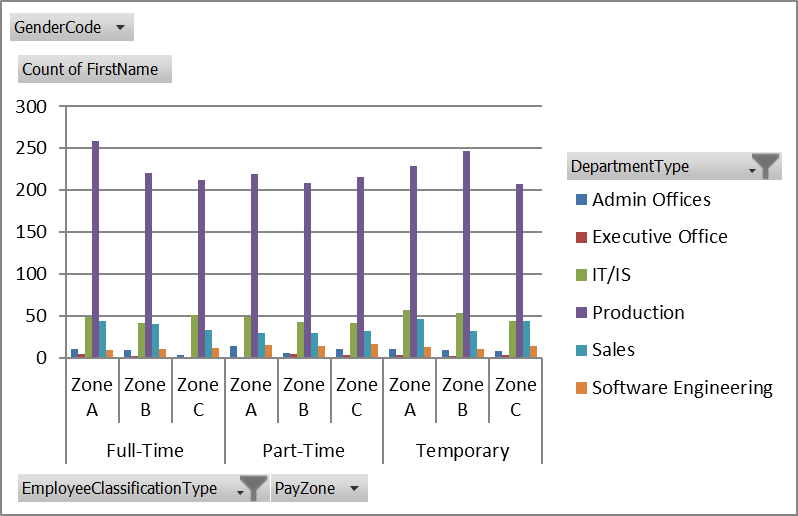 GenderCode
Count of FirstName
300
250
200
150
100
50
0
Zone A
Zone B
Zone C
Zone A
Zone B
Zone C
Zone A
Zone B
Zone C
Full-Time
Part-Time
Temporary
DepartmentType
Admin Offices
Executive Office
IT/IS
Production
Sales
Software Engineering
EmployeeClassificationType
PayZone